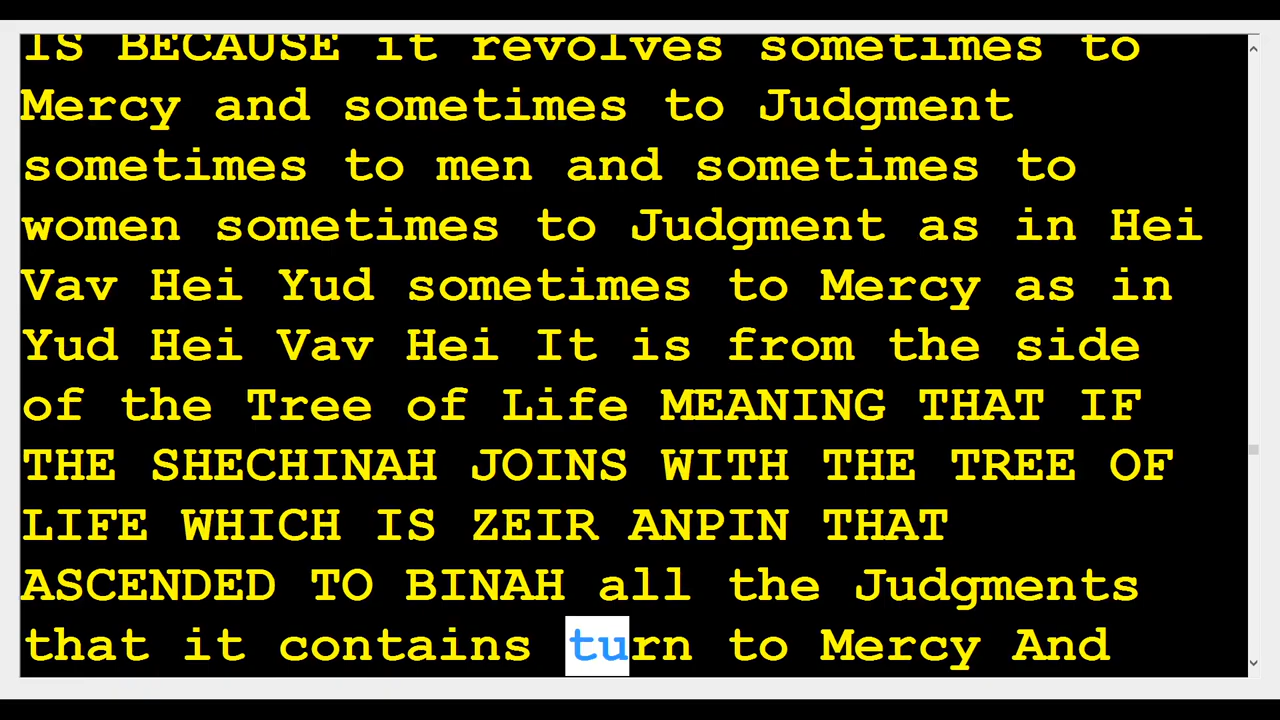 IS BECAUSE it revolves sometimes to
Mercy and sometimes to Judgment
sometimes to men and sometimes to
women sometimes to Judgment as in Hei
Vav Hei Yud sometimes to Mercy as in
Yud Hei Vav Hei It is from the side
of the Tree of Life MEANING THAT IF
THE SHECHINAH JOINS WITH THE TREE OF
LIFE WHICH IS ZEIR ANPIN THAT
ASCENDED TO BINAH all the Judgments
that it contains turn to Mercy And